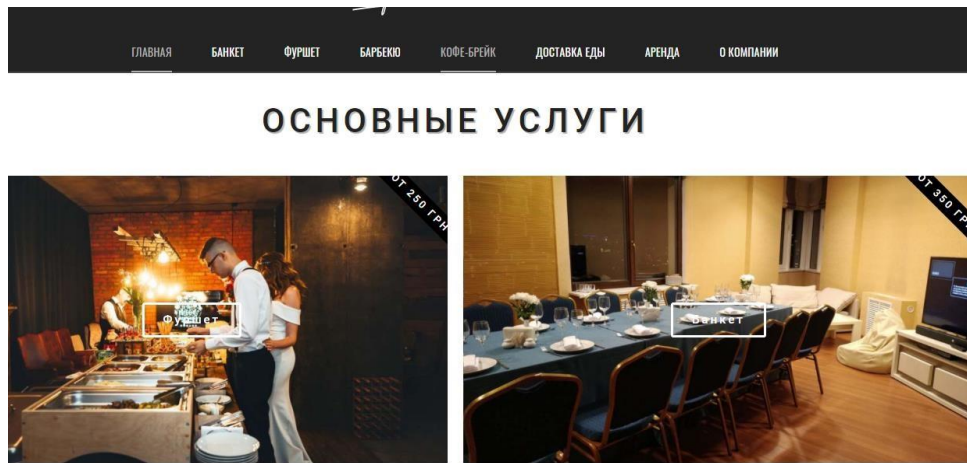 ГЛАВНАЯ БАНКЕТ ФУРШЕТ БАРБЕКЮ КОФЕ-БРЕЙК ДОСТАВКА ЕДЫ АРЕНДА О КОМПАНИИ
ОСНОВНЫЕ УСЛУГИ
ОТ 250 ГРН
ОТ 350 ГРН
Фуршет
Банкет